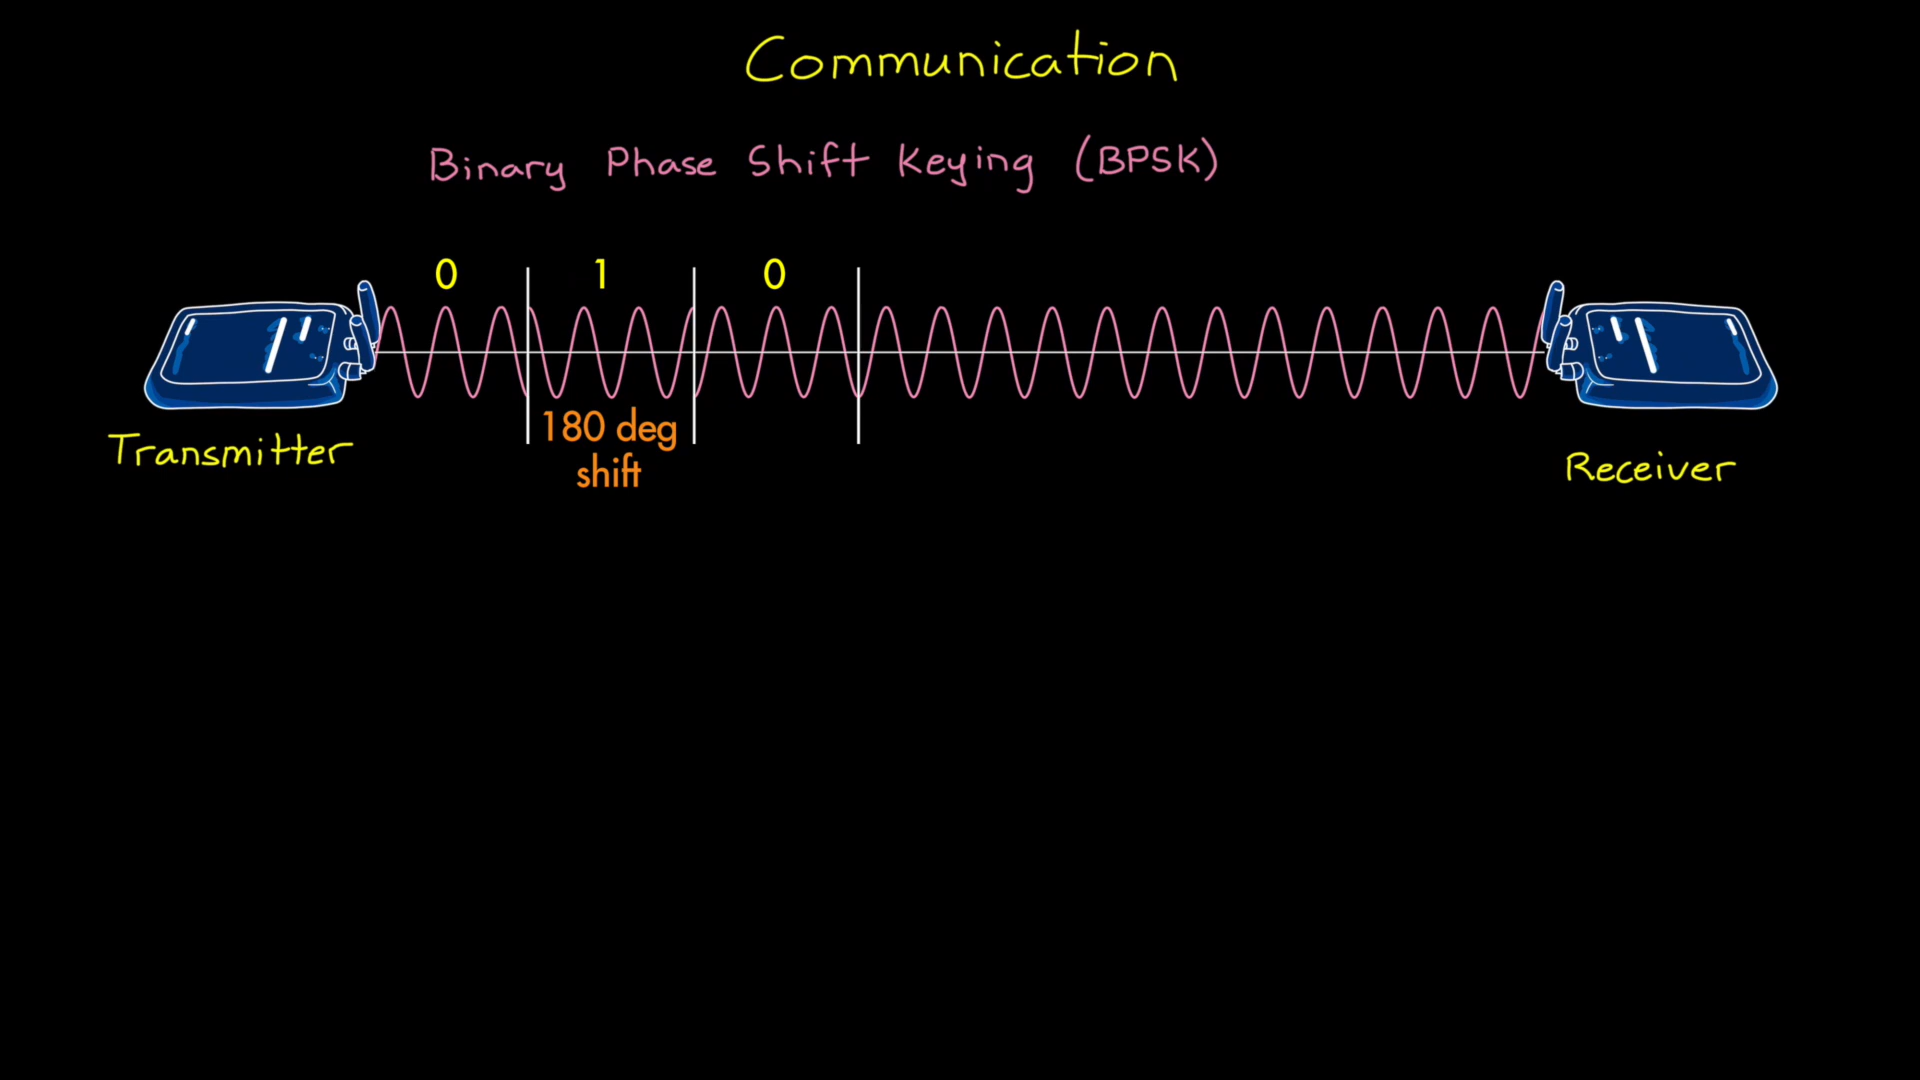 Communication
Binary Phase Shift Keying (BPSK)
0 1 0
180 deg
shift
Transmitter
Receiver